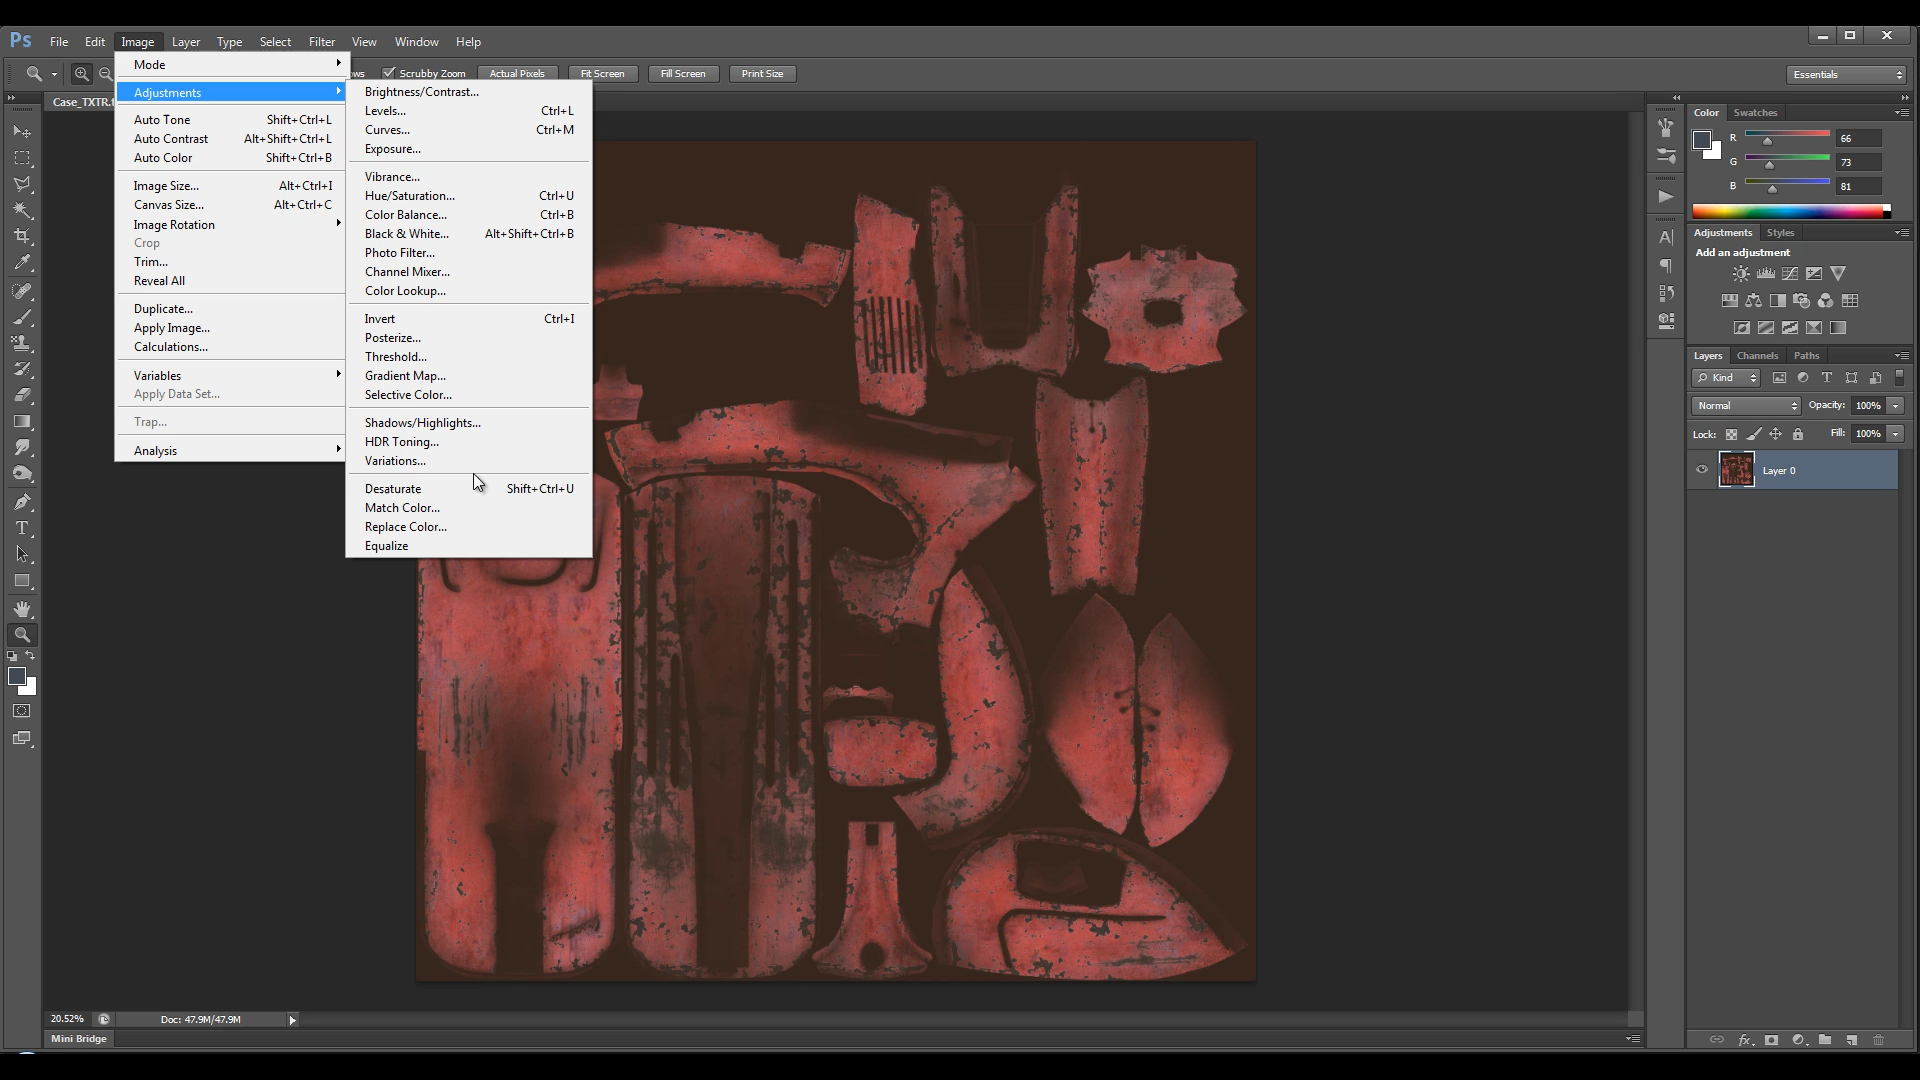 Ps File Edit Image Layer Type Select Filter View Window Help
Scrubby Zoom Actual Pixels Fit Screen Fill Screen Print Size Essentials
Mode
Adjustments
Auto Tone Shift+Ctrl+L
Auto Contrast Alt+Shift+Ctrl+L
Auto Color Shift+Ctrl+B
Image Size... Alt+Ctrl+I
Canvas Size... Alt+Ctrl+C
Image Rotation
Crop
Trim...
Reveal All
Duplicate...
Apply Image...
Calculations...
Variables
Apply Data Set...
Trap...
Analysis
Brightness/Contrast...
Levels... Ctrl+L
Curves... Ctrl+M
Exposure...
Vibrance...
Hue/Saturation... Ctrl+U
Color Balance... Ctrl+B
Black & White... Alt+Shift+Ctrl+B
Photo Filter...
Channel Mixer...
Color Lookup...
Invert Ctrl+I
Posterize...
Threshold...
Gradient Map...
Selective Color...
Shadows/Highlights...
HDR Toning...
Variations...
Desaturate Shift+Ctrl+U
Match Color...
Replace Color...
Equalize
Color Swatches
R 66
G 73
B 81
Adjustments Styles
Add an adjustment
Layers Channels Paths
Kind
Normal Opacity: 100%
Lock: Fill: 100%
Layer 0
20.52% Doc: 47.9M/47.9M
Mini Bridge